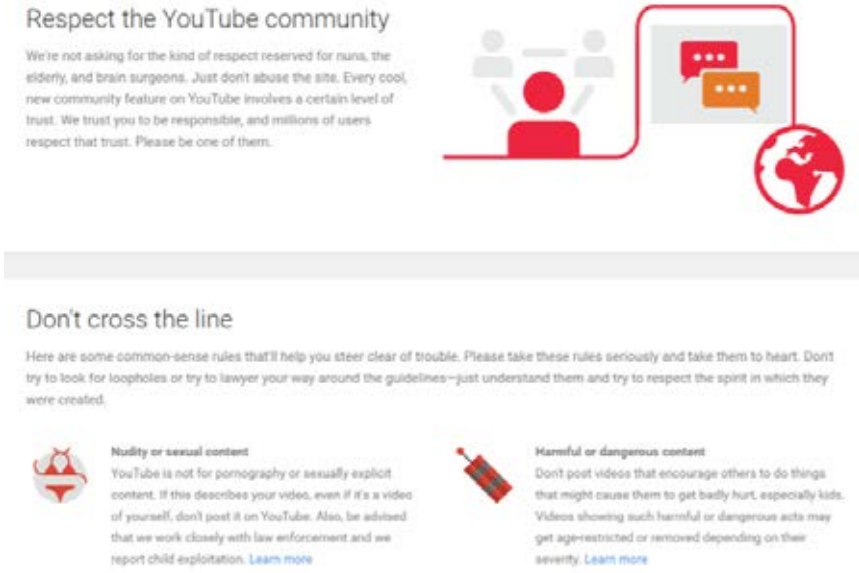 Respect the YouTube community
We're not asking for the kind of respect reserved for nuns, the
elderly, and brain surgeons. Just don't abuse the site. Every cool,
new community feature on YouTube involves a certain level of
trust. We trust you to be responsible, and millions of users
respect that trust. Please be one of them.
Don't cross the line
Here are some common-sense rules that'll help you steer clear of trouble. Please take these rules seriously and take them to heart. Don't
try to look for loopholes or try to lawyer your way around the guidelines—just understand them and try to respect the spirit in which they
were created.
Nudity or sexual content
YouTube is not for pornography or sexually explicit
content. If this describes your video, even if it's a video
of yourself, don't post it on YouTube. Also, be advised
that we work closely with law enforcement and we
report child exploitation. Learn more
Harmful or dangerous content
Don't post videos that encourage others to do things
that might cause them to get badly hurt, especially kids.
Videos showing such harmful or dangerous acts may
get age-restricted or removed depending on their
severity. Learn more